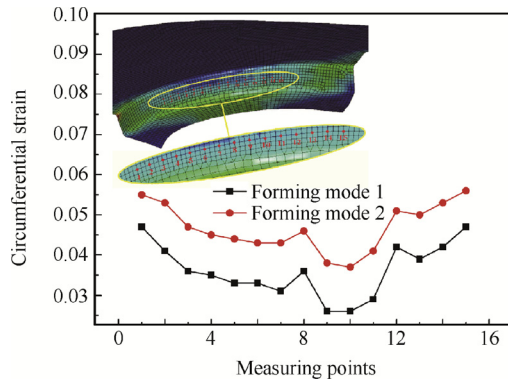 0.10
0.09
0.08
0.07
0.06
0.05
0.04
0.03
Circumferential strain
Forming mode 1
Forming mode 2
0 4 8 12 16
Measuring points